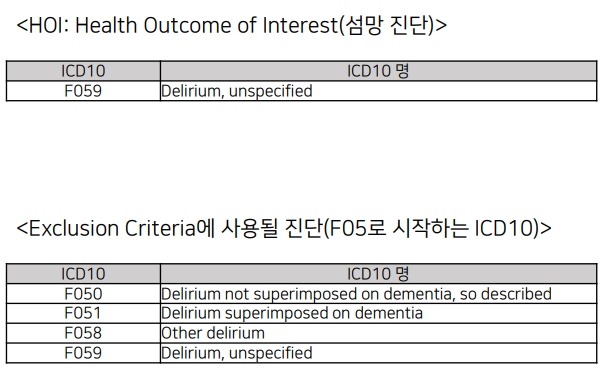 <HOI: Health Outcome of Interest(섬망 진단)>
ICD10 ICD10 명
F059 Delirium, unspecified
<Exclusion Criteria에 사용될 진단(F05로 시작하는 ICD10)>
ICD10 ICD10 명
F050 Delirium not superimposed on dementia, so described
F051 Delirium superimposed on dementia
F058 Other delirium
F059 Delirium, unspecified